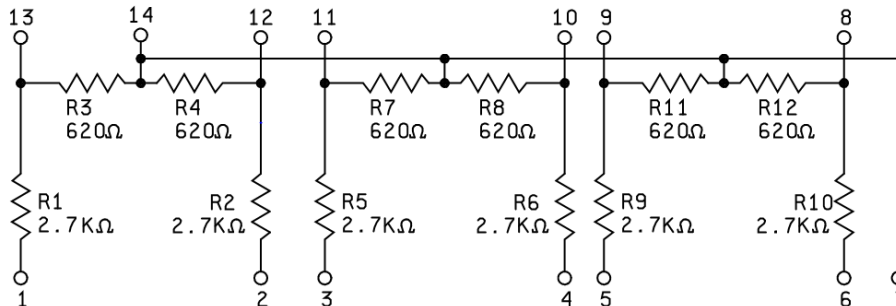 13 14 12 11 10 9 8
R3 R4 R7 R8 R11 R12
620Ω 620Ω 620Ω 620Ω 620Ω 620Ω
R1 R2 R5 R6 R9 R10
2.7KΩ 2.7KΩ 2.7KΩ 2.7KΩ 2.7KΩ 2.7KΩ
1 2 3 4 5 6